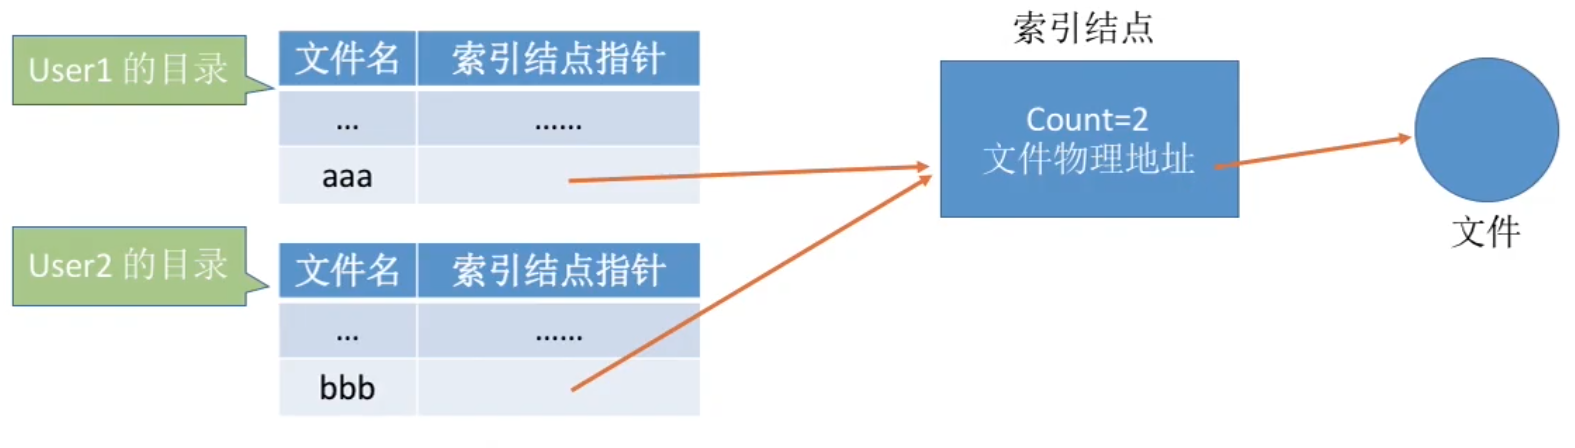 索引结点
User1 的目录
文件名 索引结点指针
... ......
aaa
Count=2
文件物理地址
文件
User2 的目录
文件名 索引结点指针
... ......
bbb